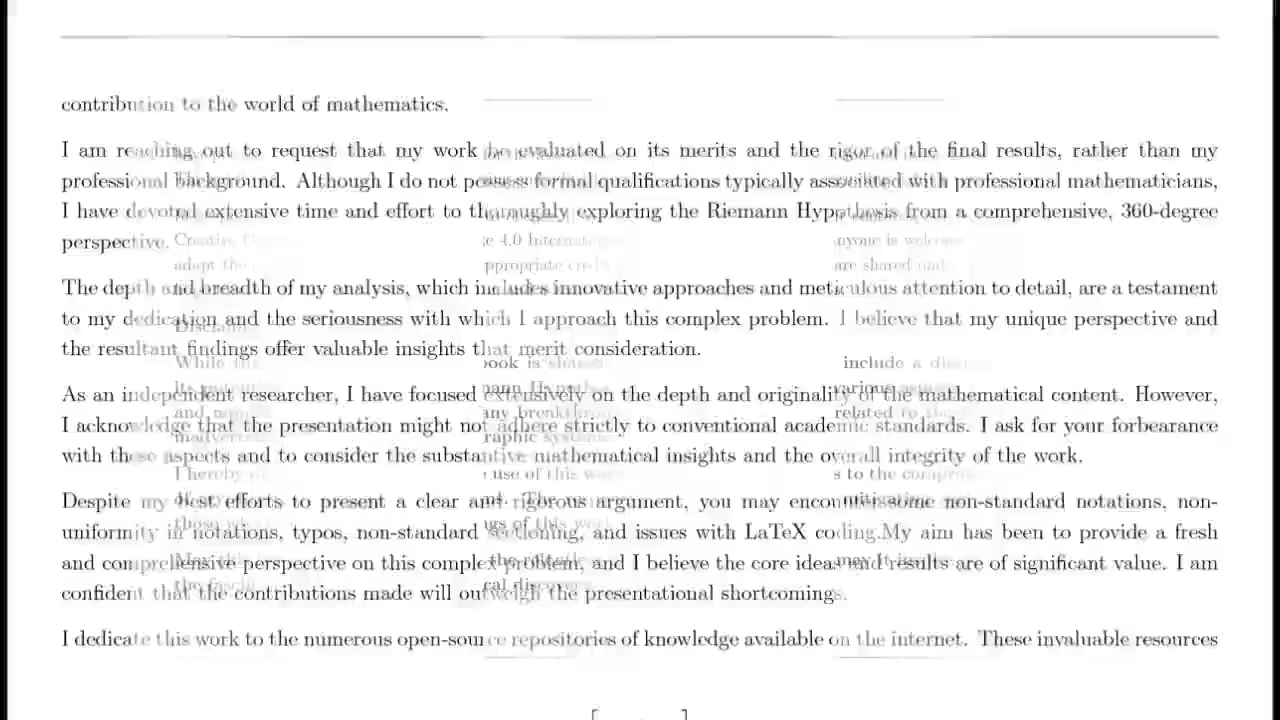 contribution to the world of mathematics.
I am reaching out to request that my work be evaluated on its merits and the rigor of the final results, rather than my
professional background. Although I do not possess formal qualifications typically associated with professional mathematicians,
I have devoted extensive time and effort to thoroughly exploring the Riemann Hypothesis from a comprehensive, 360-degree
perspective.
The depth and breadth of my analysis, which includes innovative approaches and meticulous attention to detail, are a testament
to my dedication and the seriousness with which I approach this complex problem. I believe that my unique perspective and
the resultant findings offer valuable insights that merit consideration.
As an independent researcher, I have focused extensively on the depth and originality of the mathematical content. However,
I acknowledge that the presentation might not adhere strictly to conventional academic standards. I ask for your forbearance
with these aspects and to consider the substantive mathematical insights and the overall integrity of the work.
Despite my best efforts to present a clear and rigorous argument, you may encounter some non-standard notations, non-
uniformity in notations, typos, non-standard sectioning, and issues with LaTeX coding.My aim has been to provide a fresh
and comprehensive perspective on this complex problem, and I believe the core ideas and results are of significant value. I am
confident that the contributions made will outweigh the presentational shortcomings.
I dedicate this work to the numerous open-source repositories of knowledge available on the internet. These invaluable resources